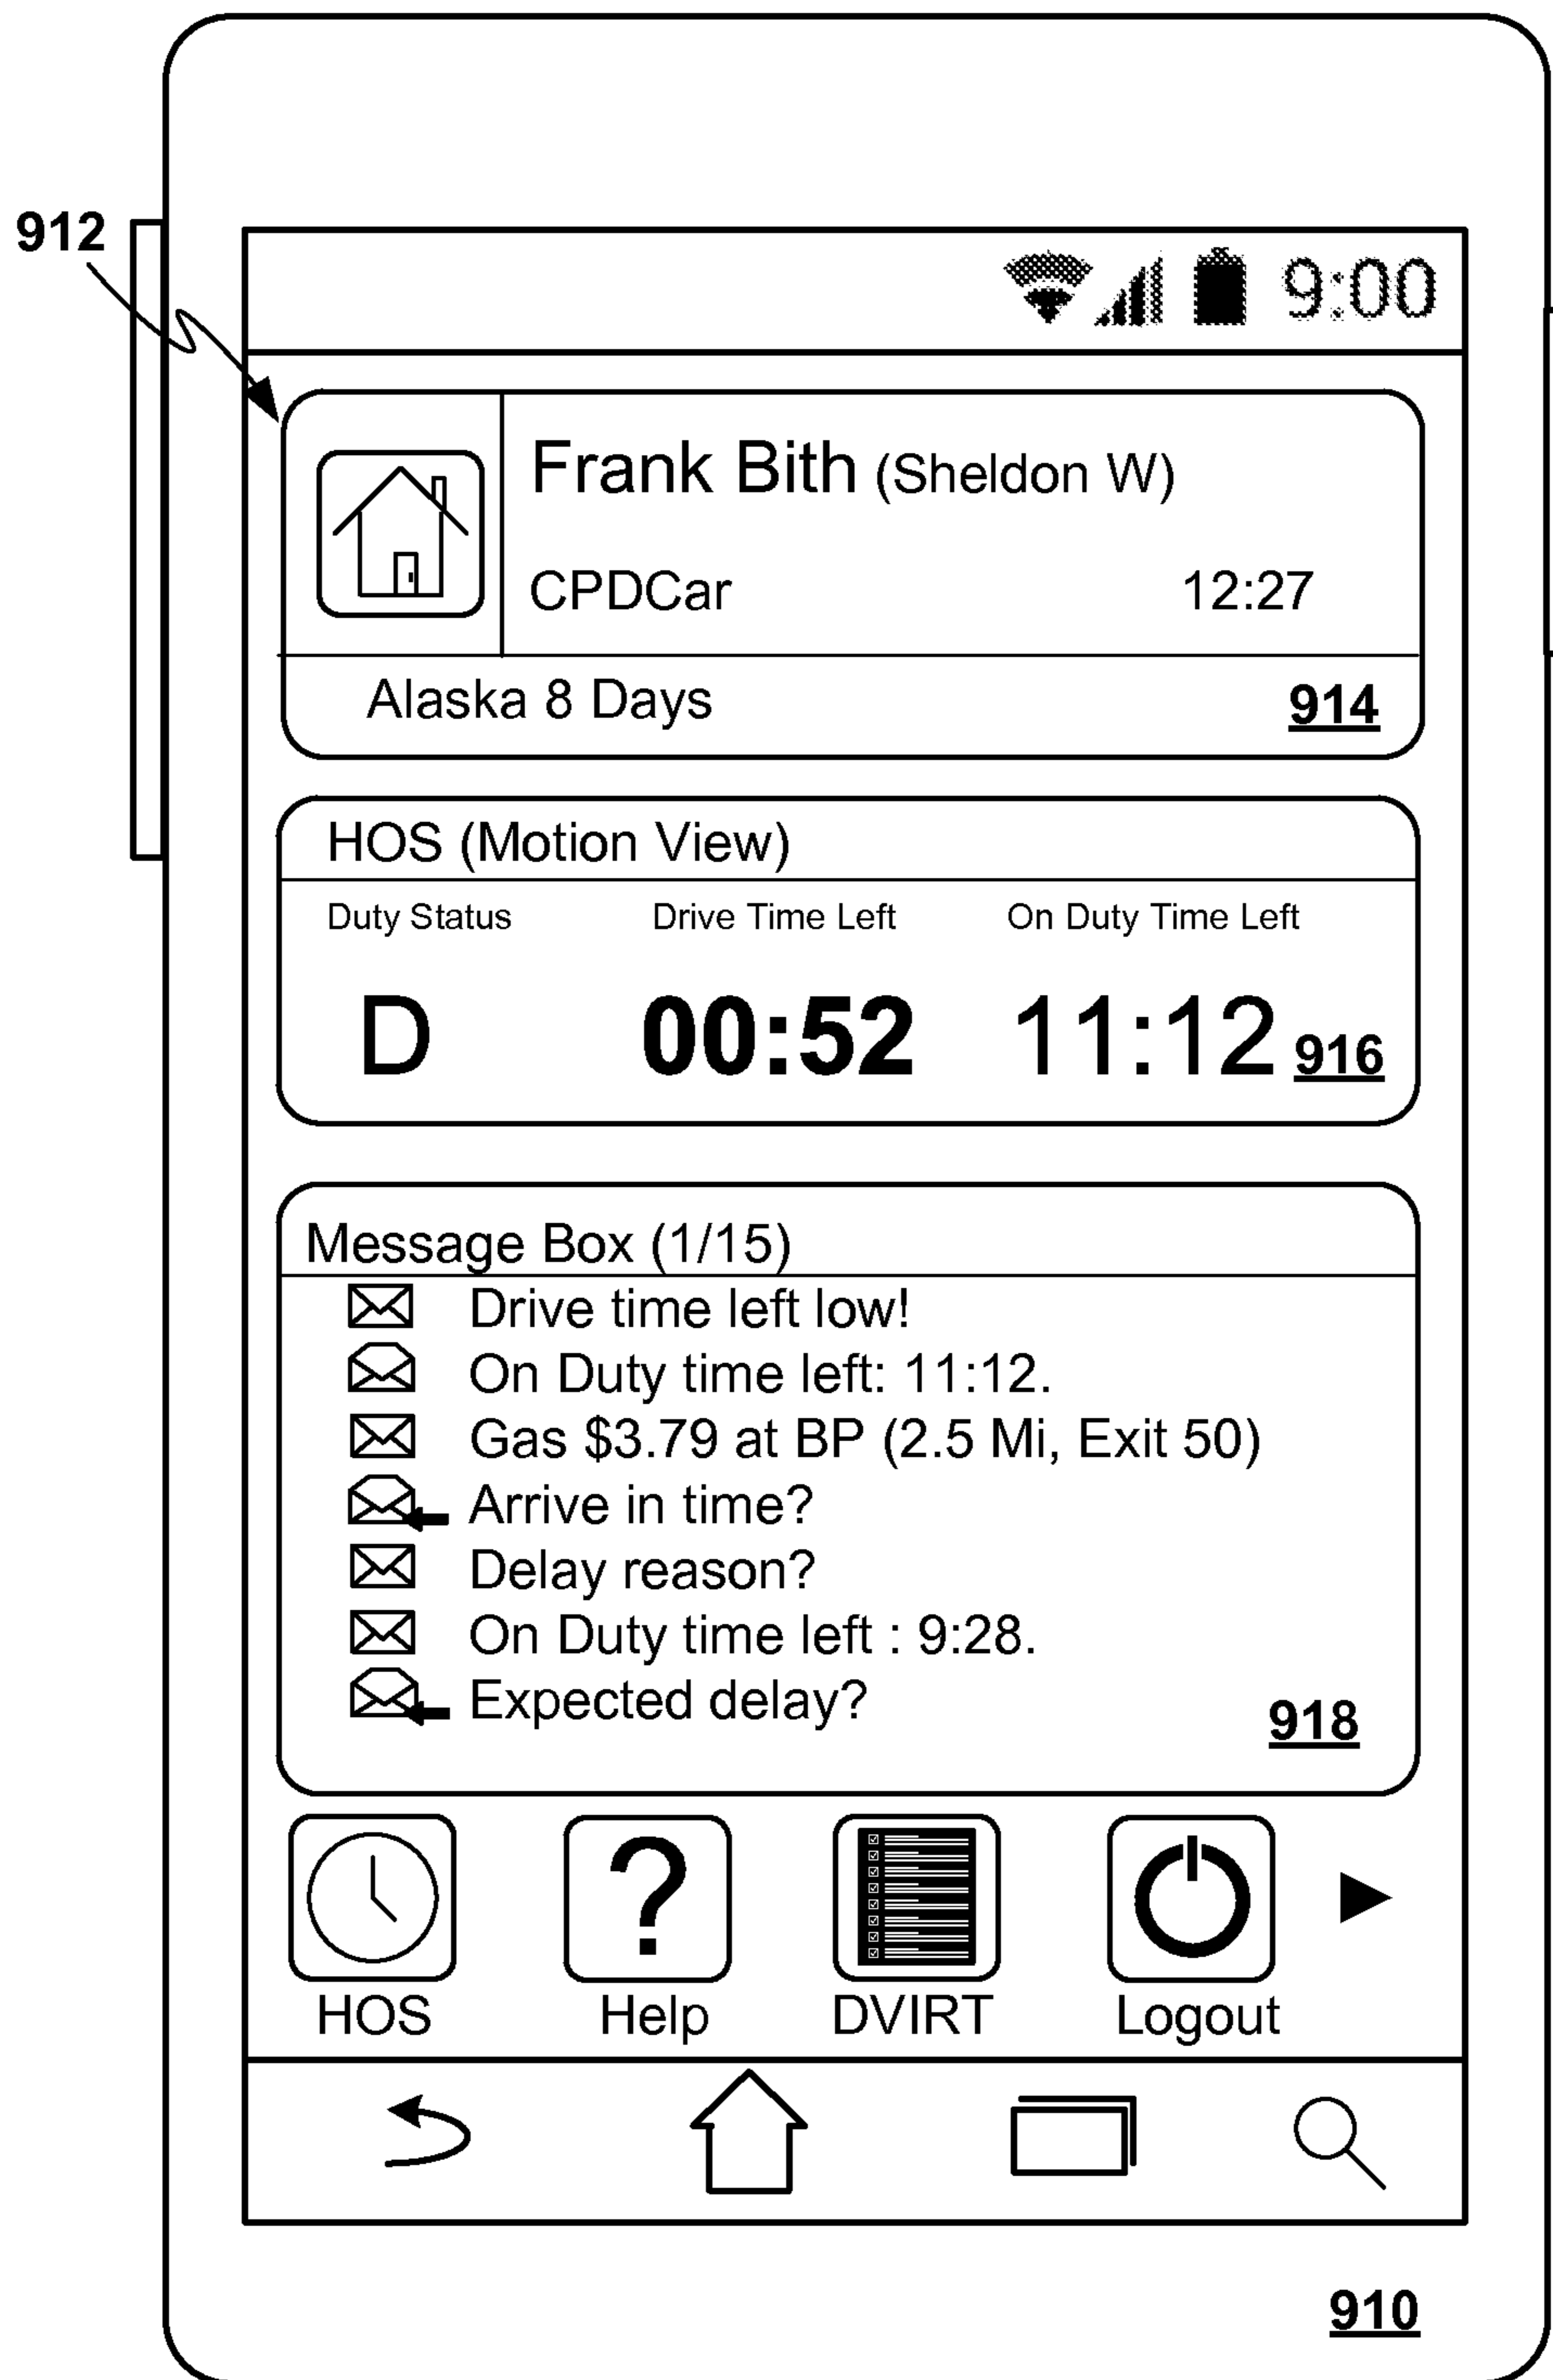 912
9:00
Frank Bith (Sheldon W)
CPDCar 12:27
Alaska 8 Days 914
HOS (Motion View)
Duty Status Drive Time Left On Duty Time Left
D 00:52 11:12 916
Message Box (1/15)
Drive time left low!
On Duty time left: 11:12.
Gas $3.79 at BP (2.5 Mi, Exit 50)
Arrive in time?
Delay reason?
On Duty time left : 9:28.
Expected delay?
918
?
HOS Help DVIRT Logout
910